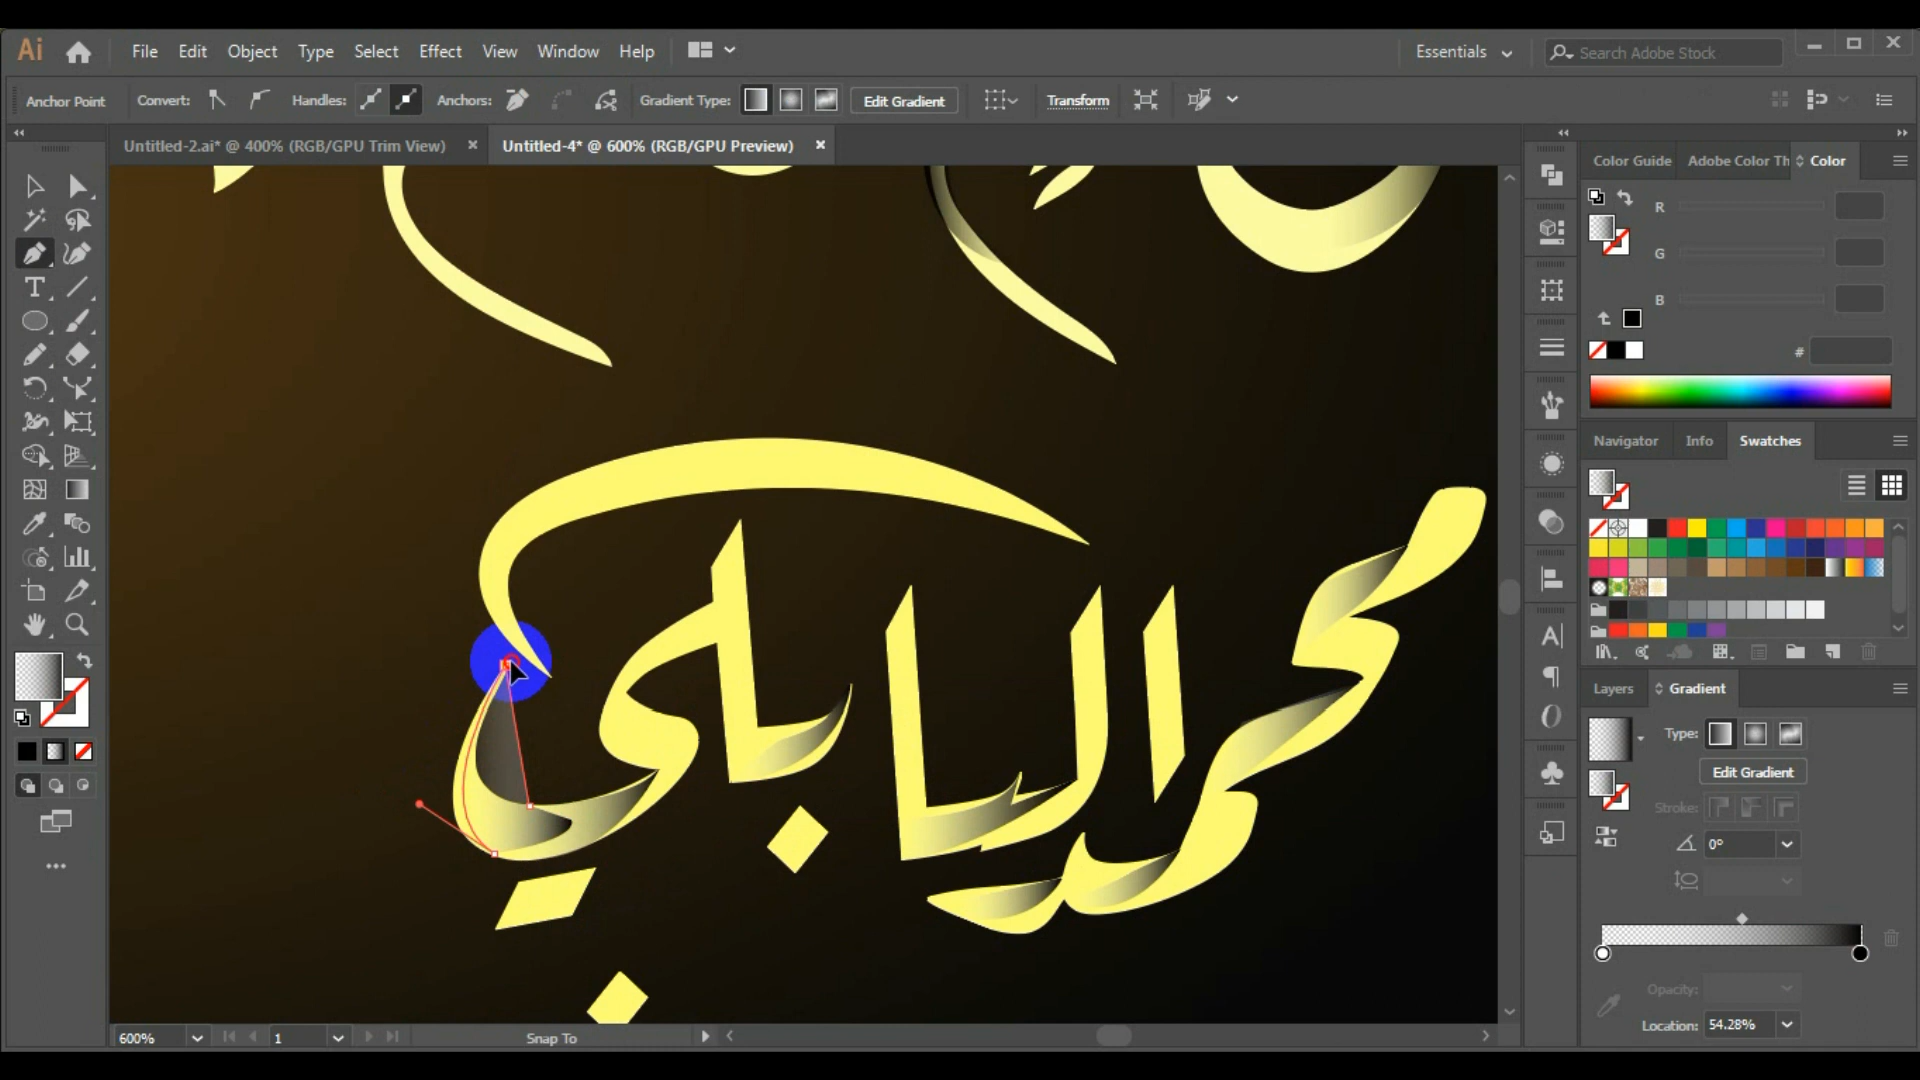 Ai File Edit Object Type Select Effect View Window Help Essentials Search Adobe Stock
Anchor Point Convert: Handles: Anchors: Gradient Type: Edit Gradient Transform
Untitled-2.ai* @ 400% (RGB/GPU Trim View) Untitled-4* @ 600% (RGB/GPU Preview)
Color Guide Adobe Color Th Color
R
G
B
#
Navigator Info Swatches
Layers Gradient
Type:
Edit Gradient
Stroke:
0°
Opacity:
Location: 54.28%
محمد البابلي
600% 1 Snap To